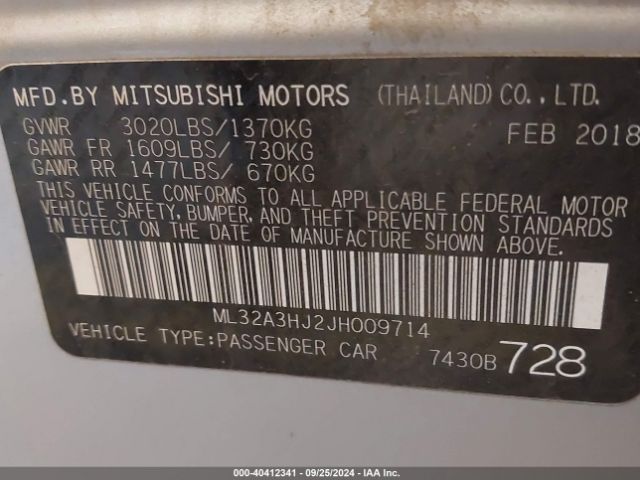 MFD.BY MITSUBISHI MOTORS (THAILAND)CO.,LTD.
GVWR 3020LBS/1370KG FEB 2018
GAWR FR 1609LBS/ 730KG
GAWR RR 1477LBS/ 670KG
THIS VEHICLE CONFORMS TO ALL APPLICABLE FEDERAL MOTOR
VEHICLE SAFETY, BUMPER, AND THEFT PREVENTION STANDARDS
IN EFFECT ON THE DATE OF MANUFACTURE SHOWN ABOVE.
ML32A3HJ2JH009714
VEHICLE TYPE:PASSENGER CAR 7430B 728
000-40412341 - 09/25/2024 - IAA Inc.